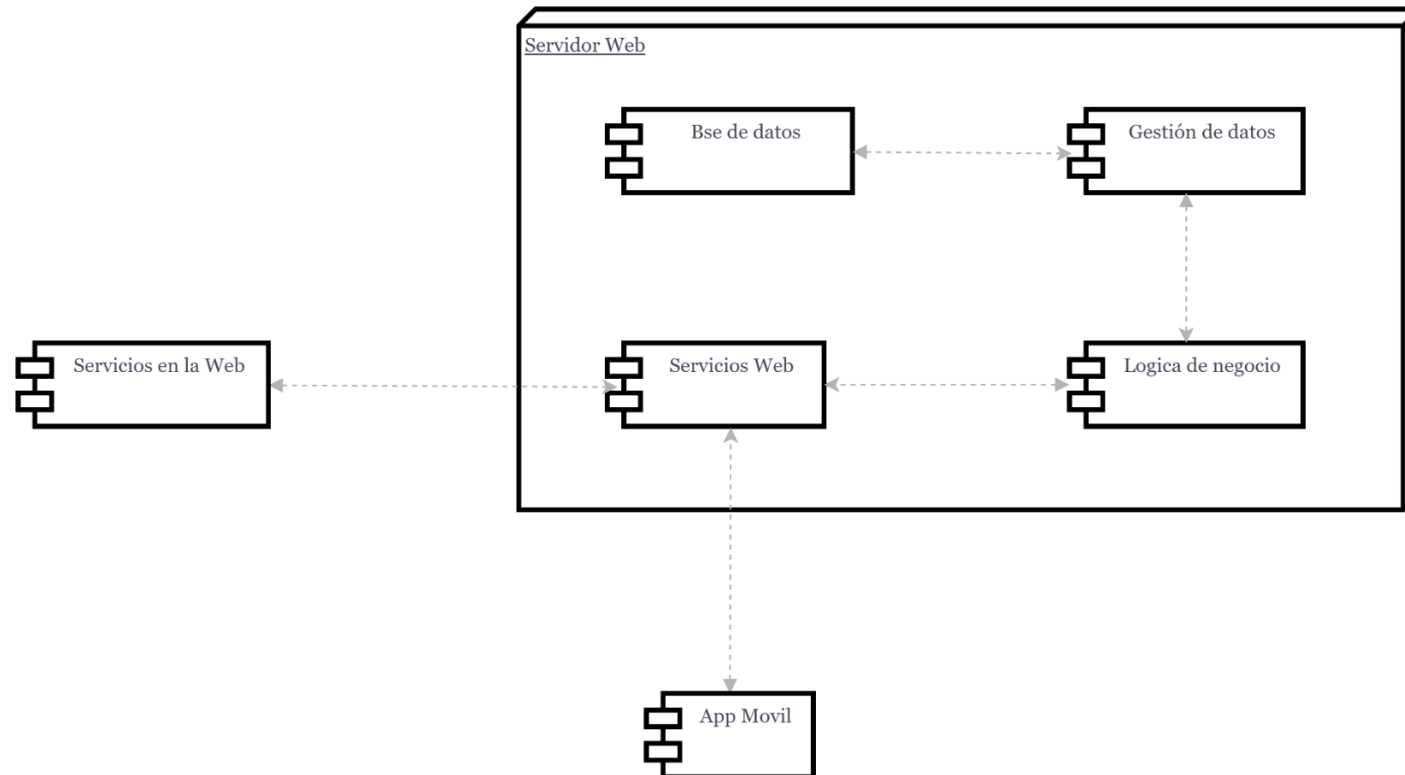 Servidor Web
Bse de datos
Gestión de datos
Servicios en la Web
Servicios Web
Logica de negocio
App Movil